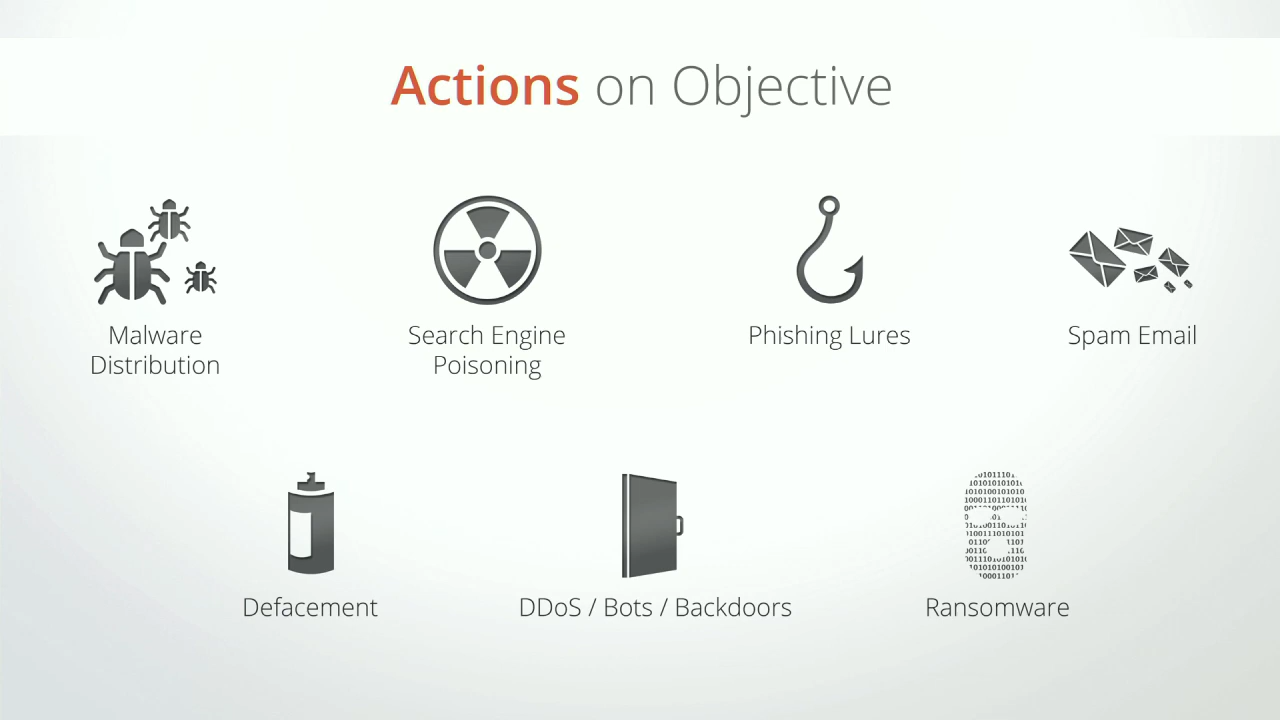 Actions on Objective
Malware
Distribution
Search Engine
Poisoning
Phishing Lures
Spam Email
Defacement
DDoS / Bots / Backdoors
Ransomware